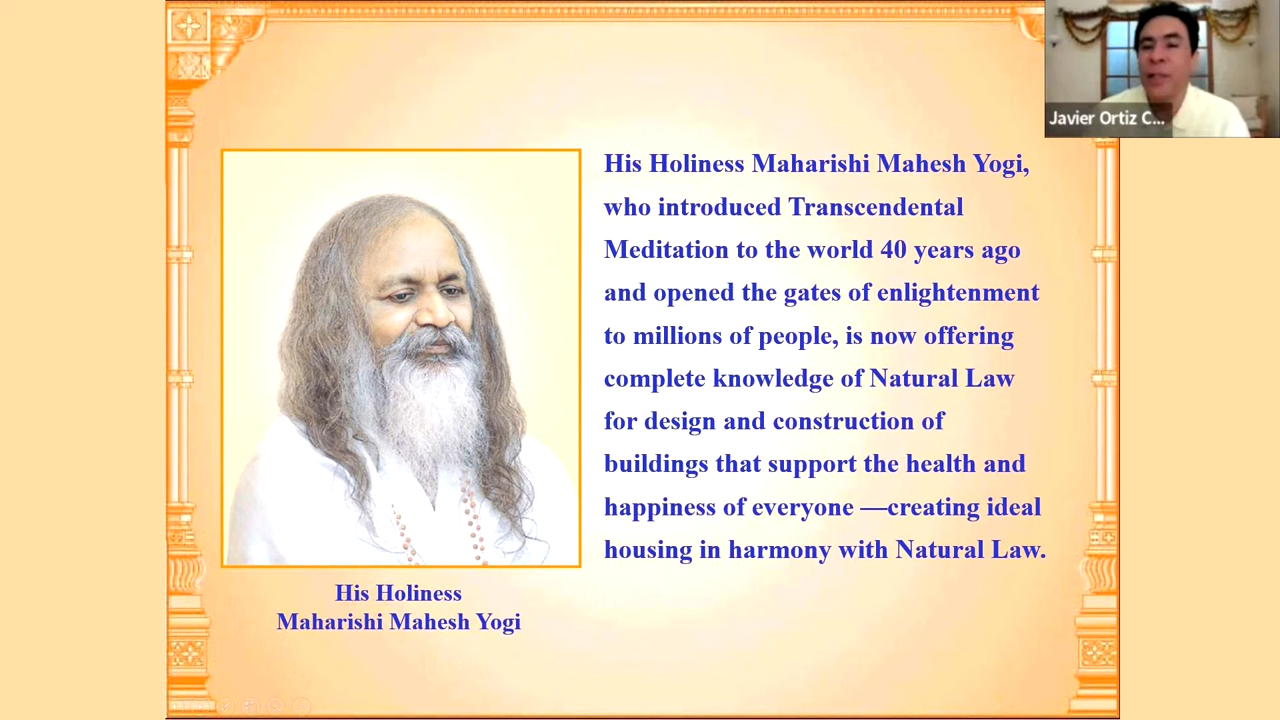 Javier Ortiz C...
His Holiness Maharishi Mahesh Yogi,
who introduced Transcendental
Meditation to the world 40 years ago
and opened the gates of enlightenment
to millions of people, is now offering
complete knowledge of Natural Law
for design and construction of
buildings that support the health and
happiness of everyone —creating ideal
housing in harmony with Natural Law.
His Holiness
Maharishi Mahesh Yogi